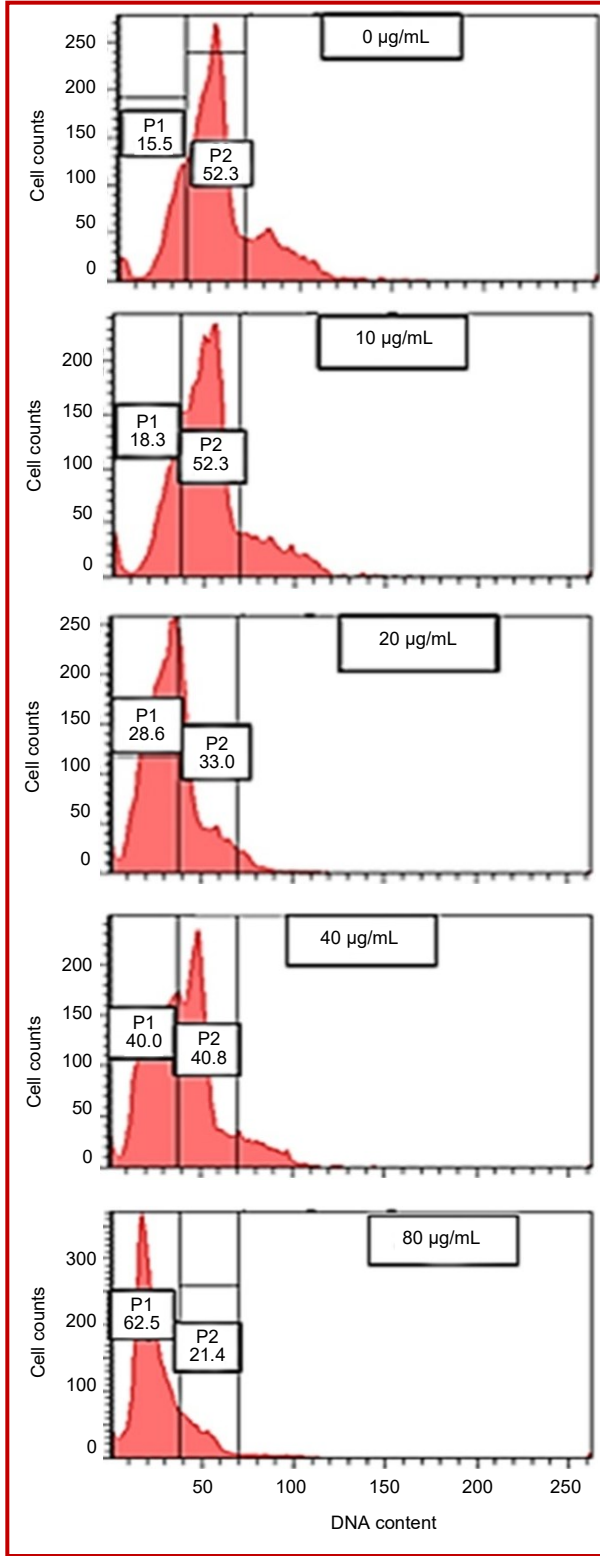 0 µg/mL
250
200
150
100
50
0
Cell counts
P1
15.5
P2
52.3
10 µg/mL
200
150
100
50
0
Cell counts
P1
18.3
P2
52.3
20 µg/mL
250
200
150
100
50
0
Cell counts
P1
28.6
P2
33.0
40 µg/mL
200
150
100
50
0
Cell counts
P1
40.0
P2
40.8
80 µg/mL
300
200
100
0
Cell counts
P1
62.5
P2
21.4
50 100 150 200 250
DNA content